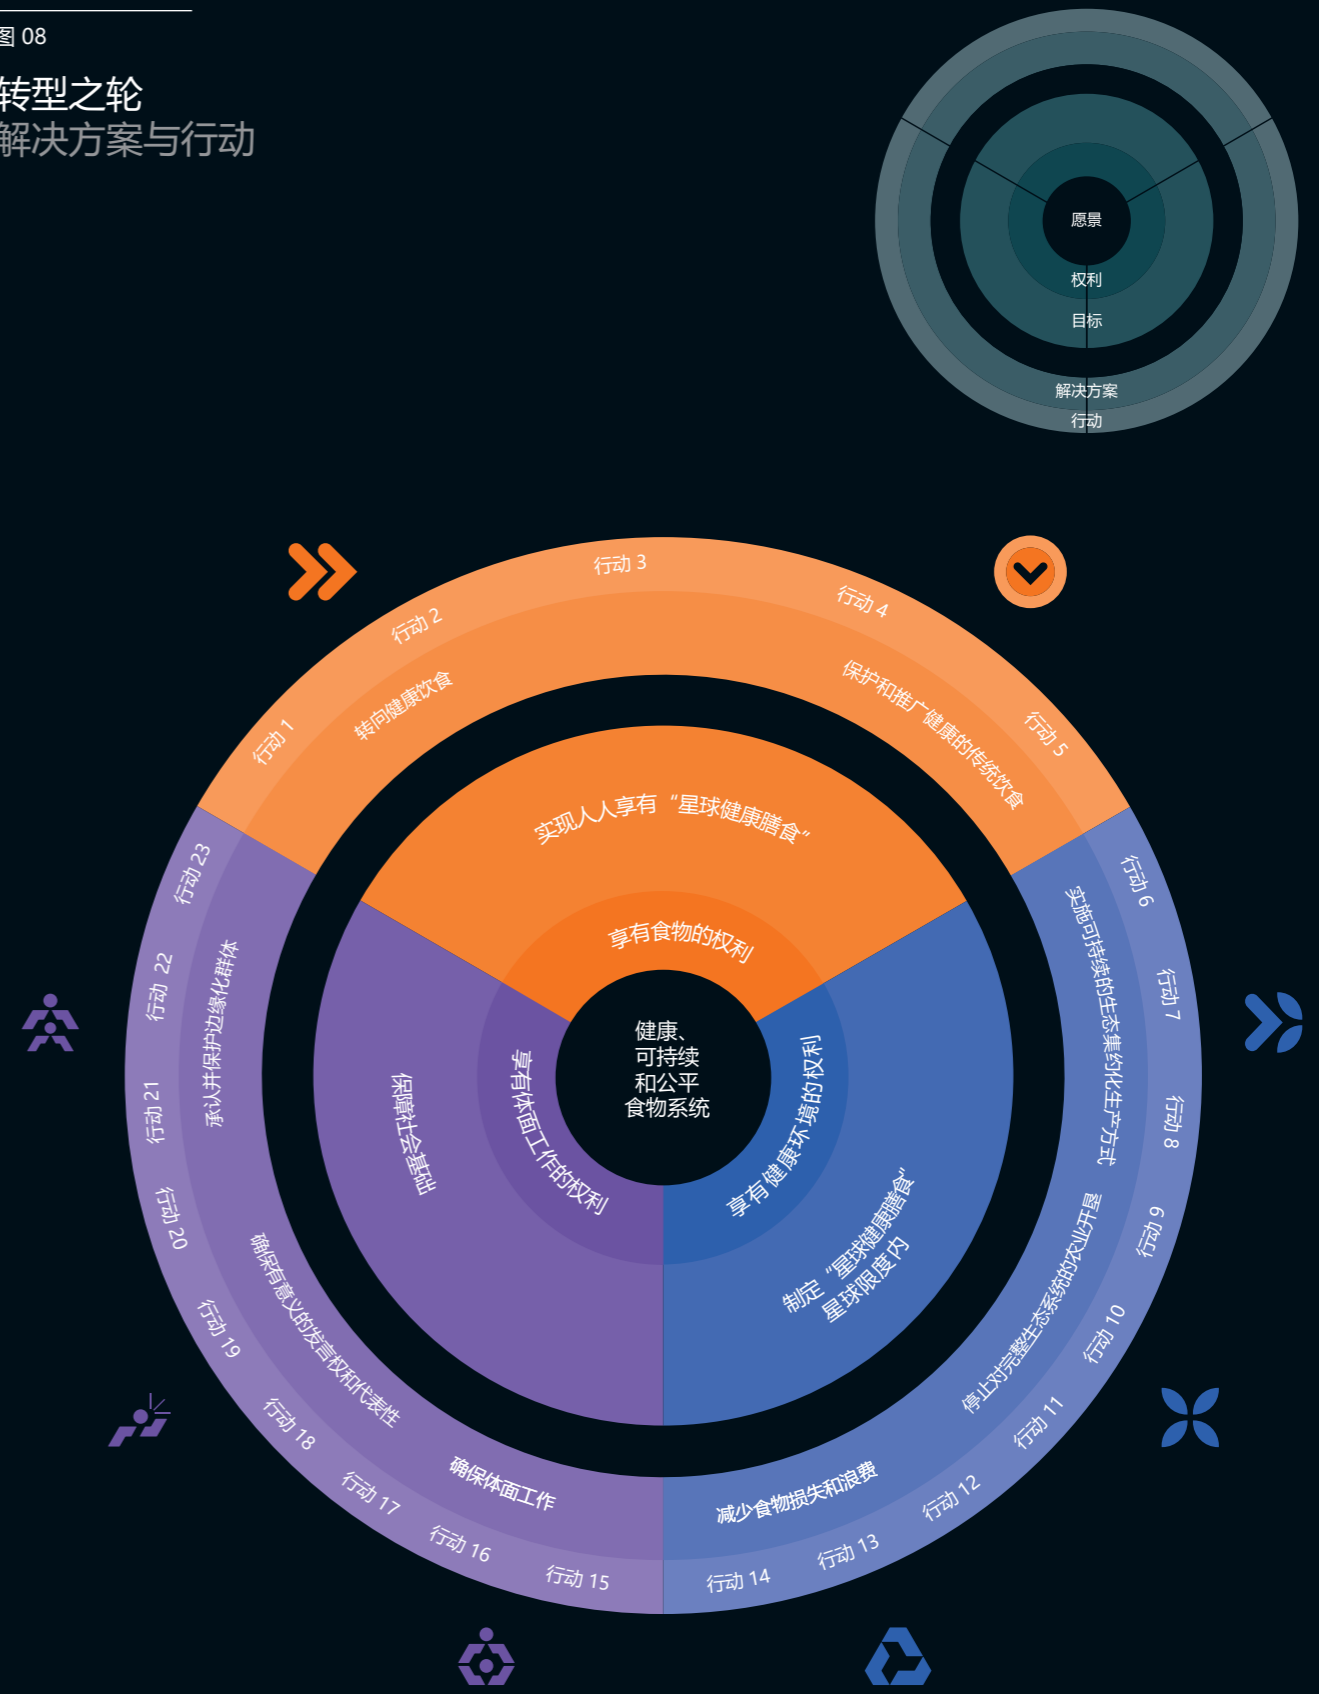 图 08
转型之轮
解决方案与行动
愿景
权利
目标
解决方案
行动
行动 1
行动 2
行动 3
行动 4
行动 5
转向健康饮食
保护和推广健康的传统饮食
实现人人享有“星球健康膳食”
享有食物的权利
健康、
可持续
和公平
食物系统
行动 6
行动 7
行动 8
行动 9
行动 10
行动 11
行动 12
行动 13
行动 14
实施可持续的生态集约化生产方式
停止对完整生态系统的农业开垦
减少食物损失和浪费
享有健康环境的权利
制定“星球健康膳食”
星球限度内
行动 15
行动 16
行动 17
行动 18
行动 19
行动 20
行动 21
行动 22
行动 23
确保体面工作
确保有意义的发言权和代表性
承认并保护边缘化群体
保障社会基础
享有体面工作的权利